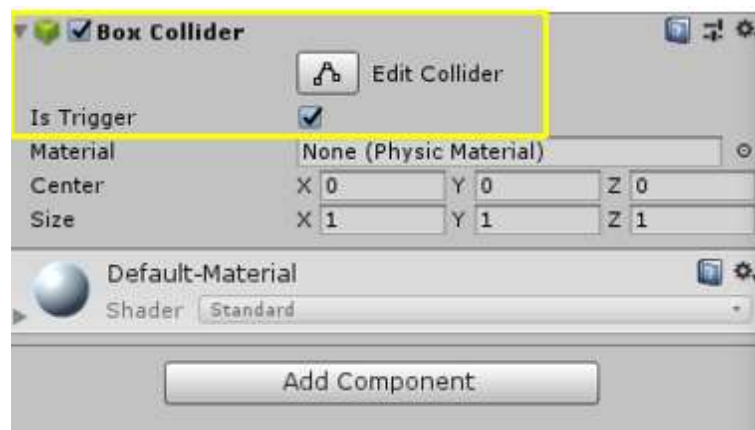 Box Collider
Edit Collider
Is Trigger
Material None (Physic Material)
Center X 0 Y 0 Z 0
Size X 1 Y 1 Z 1
Default-Material
Shader Standard
Add Component